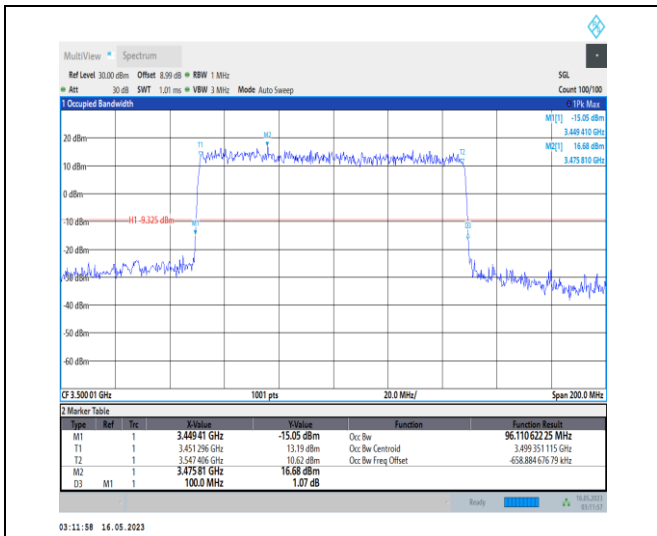 MultiView Spectrum
Ref Level 30.00 dBm Offset 8.99 dB RBW 1 MHz SGL
Att 30 dB SWT 1.01 ms VBW 3 MHz Mode Auto Sweep Count 100/100
1 Occupied Bandwidth 1Pk Max
M1[1] -15.05 dBm
3.449 410 GHz
M2[1] 16.68 dBm
3.475 810 GHz
20 dBm
T1
M2
T2
10 dBm
0 dBm
-10 dBm
H1 -9.325 dBm
M1
D3
-20 dBm
-30 dBm
-40 dBm
-50 dBm
-60 dBm
CF 3.500 01 GHz 1001 pts 20.0 MHz/ Span 200.0 MHz
2 Marker Table
Type Ref Trc X-Value Y-Value Function Function Result
M1 1 3.449 41 GHz -15.05 dBm Occ Bw 96.110 622 25 MHz
T1 1 3.451 296 GHz 13.19 dBm Occ Bw Centroid 3.499 351 115 GHz
T2 1 3.547 406 GHz 10.62 dBm Occ Bw Freq Offset -658.884 676 79 kHz
M2 1 3.475 81 GHz 16.68 dBm
D3 M1 1 100.0 MHz 1.07 dB
Ready 16.05.2023
03:11:57
03:11:58 16.05.2023